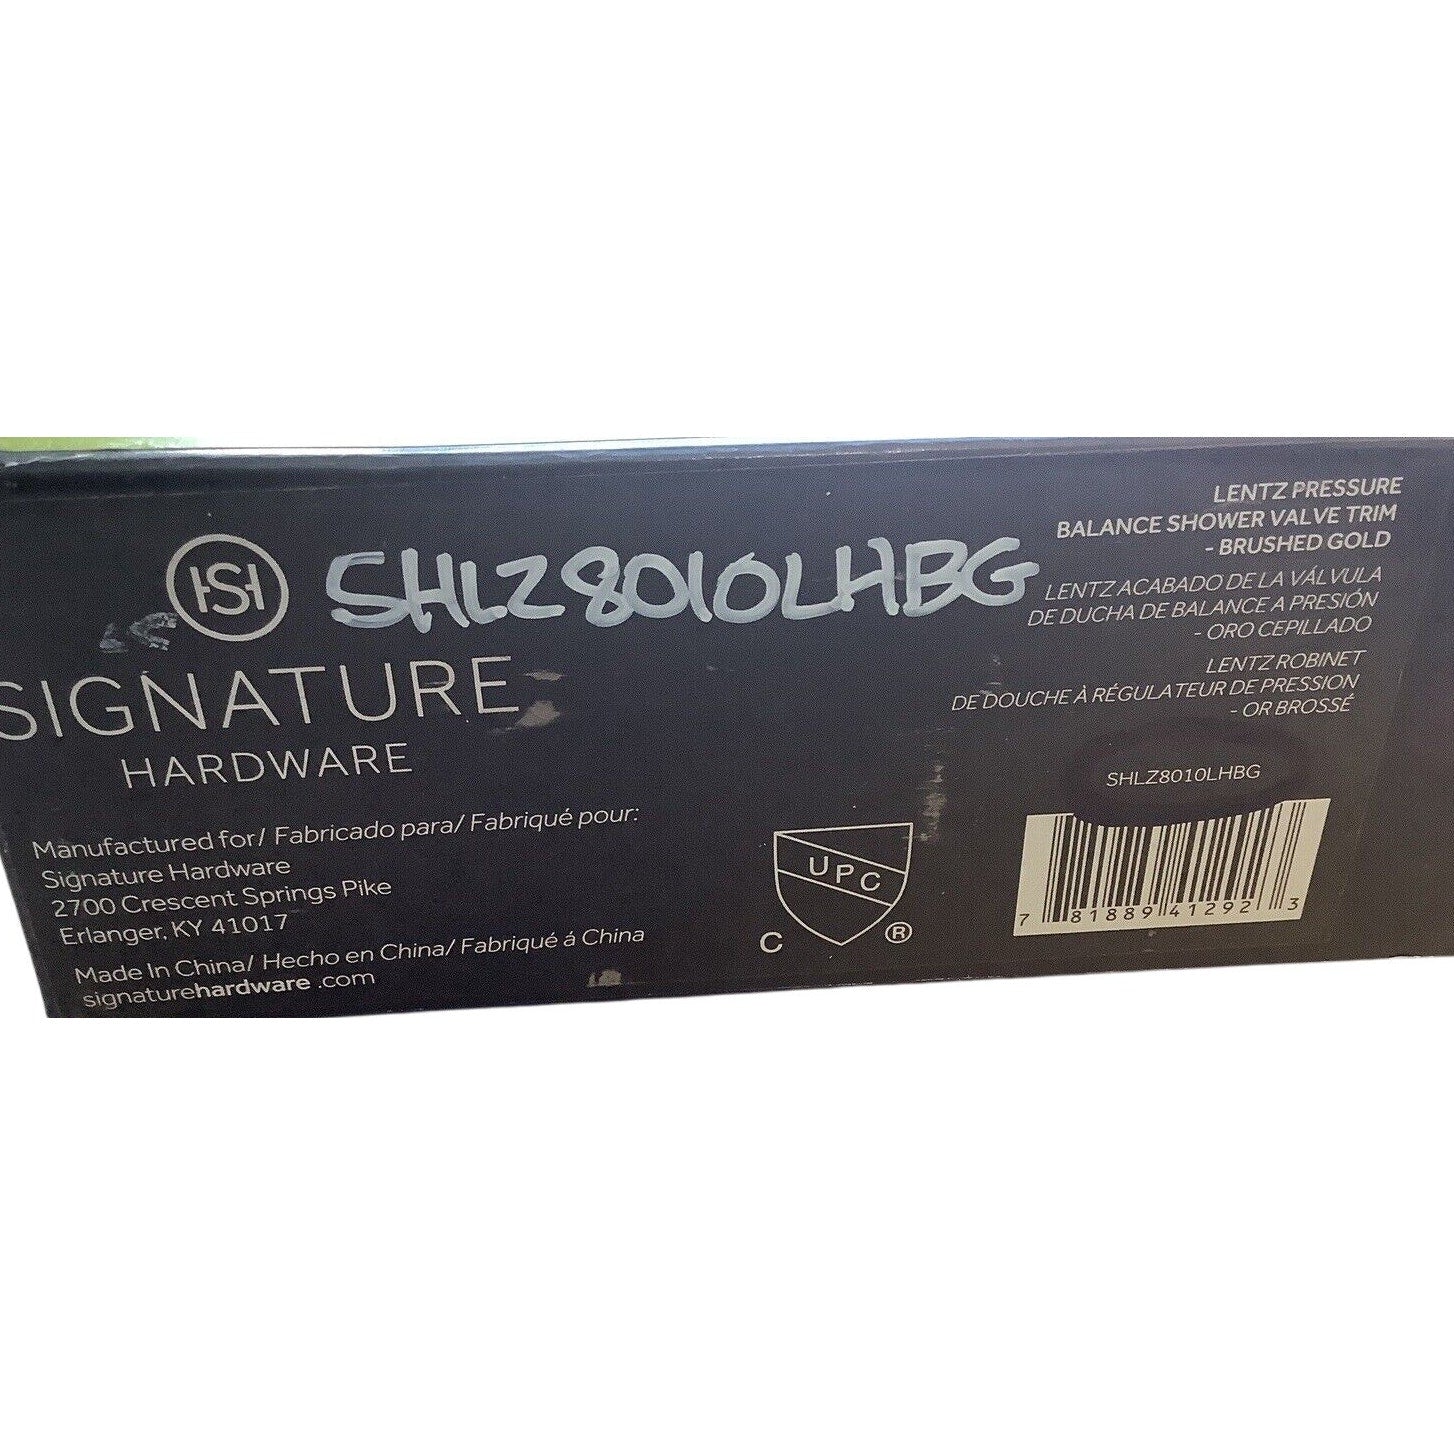 HS
SHLZ8010LHBG
SIGNATURE
HARDWARE
Manufactured for/ Fabricado para/ Fabriqué pour:
Signature Hardware
2700 Crescent Springs Pike
Erlanger, KY 41017
Made In China/ Hecho en China/ Fabriqué á China
signaturehardware .com
C
UPC
®
LENTZ PRESSURE
BALANCE SHOWER VALVE TRIM
- BRUSHED GOLD
LENTZ ACABADO DE LA VÁLVULA
DE DUCHA DE BALANCE A PRESIÓN
- ORO CEPILLADO
LENTZ ROBINET
DE DOUCHE À RÉGULATEUR DE PRESSION
- OR BROSSÉ
SHLZ8010LHBG
7 81889 41292 3